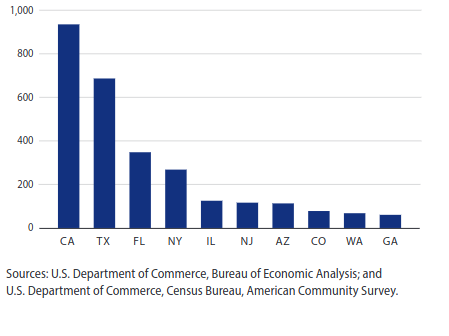 1,000
800
600
400
200
0
CA TX FL NY IL NJ AZ CO WA GA
Sources: U.S. Department of Commerce, Bureau of Economic Analysis; and
U.S. Department of Commerce, Census Bureau, American Community Survey.